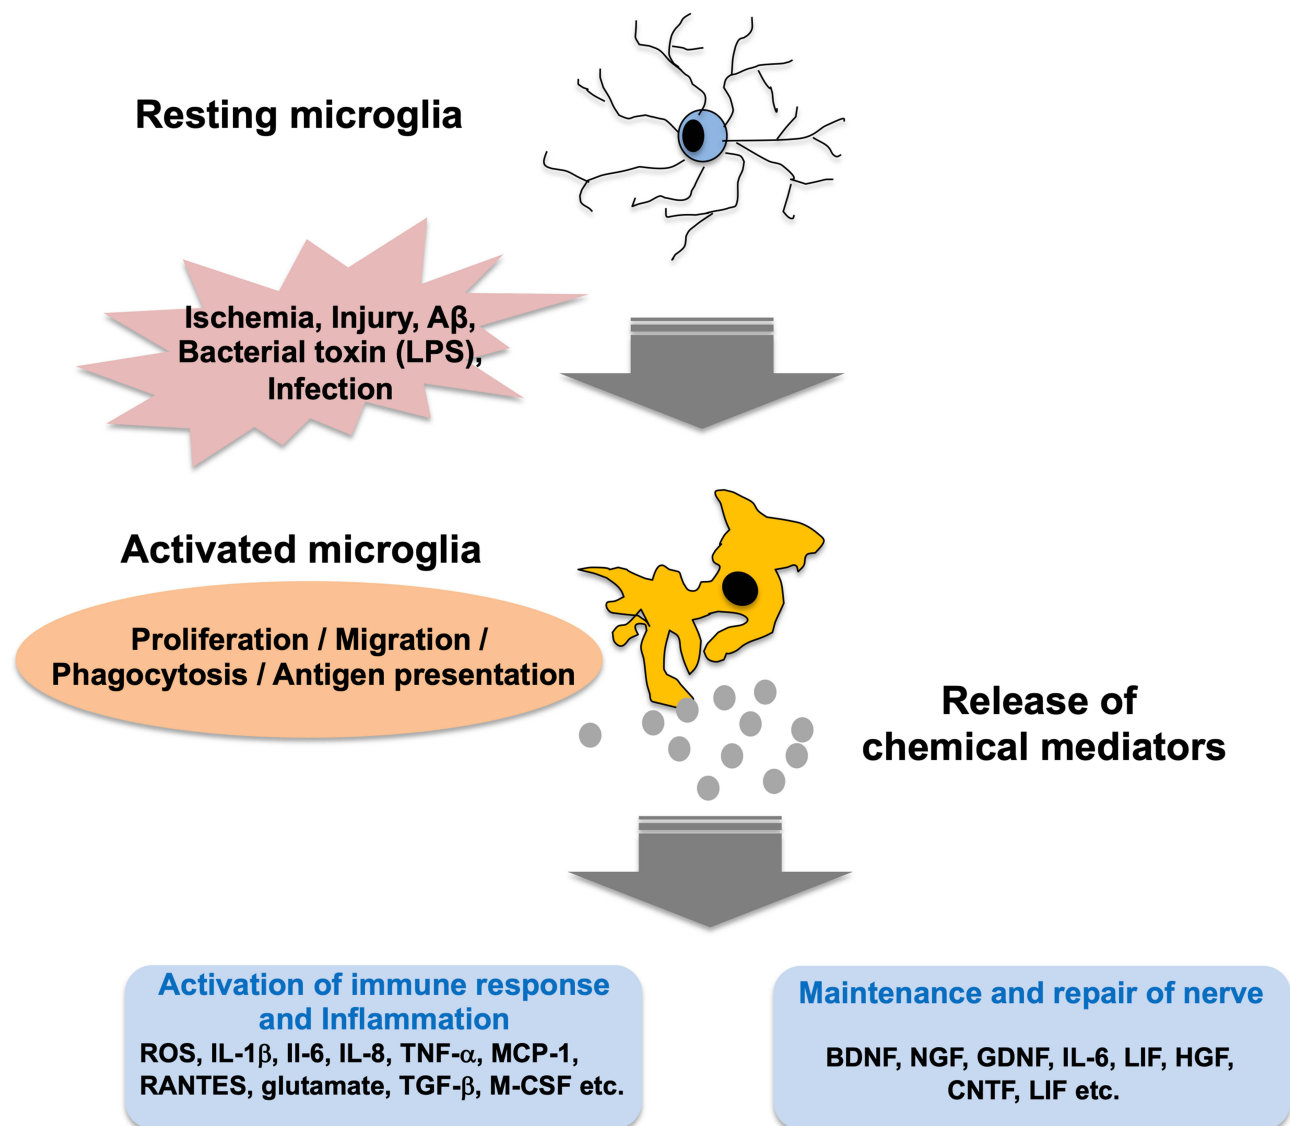 Resting microglia
Ischemia, Injury, Aβ,
Bacterial toxin (LPS),
Infection
Activated microglia
Proliferation / Migration /
Phagocytosis / Antigen presentation
Release of
chemical mediators
Activation of immune response
and Inflammation
ROS, IL-1β, Il-6, IL-8, TNF-α, MCP-1,
RANTES, glutamate, TGF-β, M-CSF etc.
Maintenance and repair of nerve
BDNF, NGF, GDNF, IL-6, LIF, HGF,
CNTF, LIF etc.